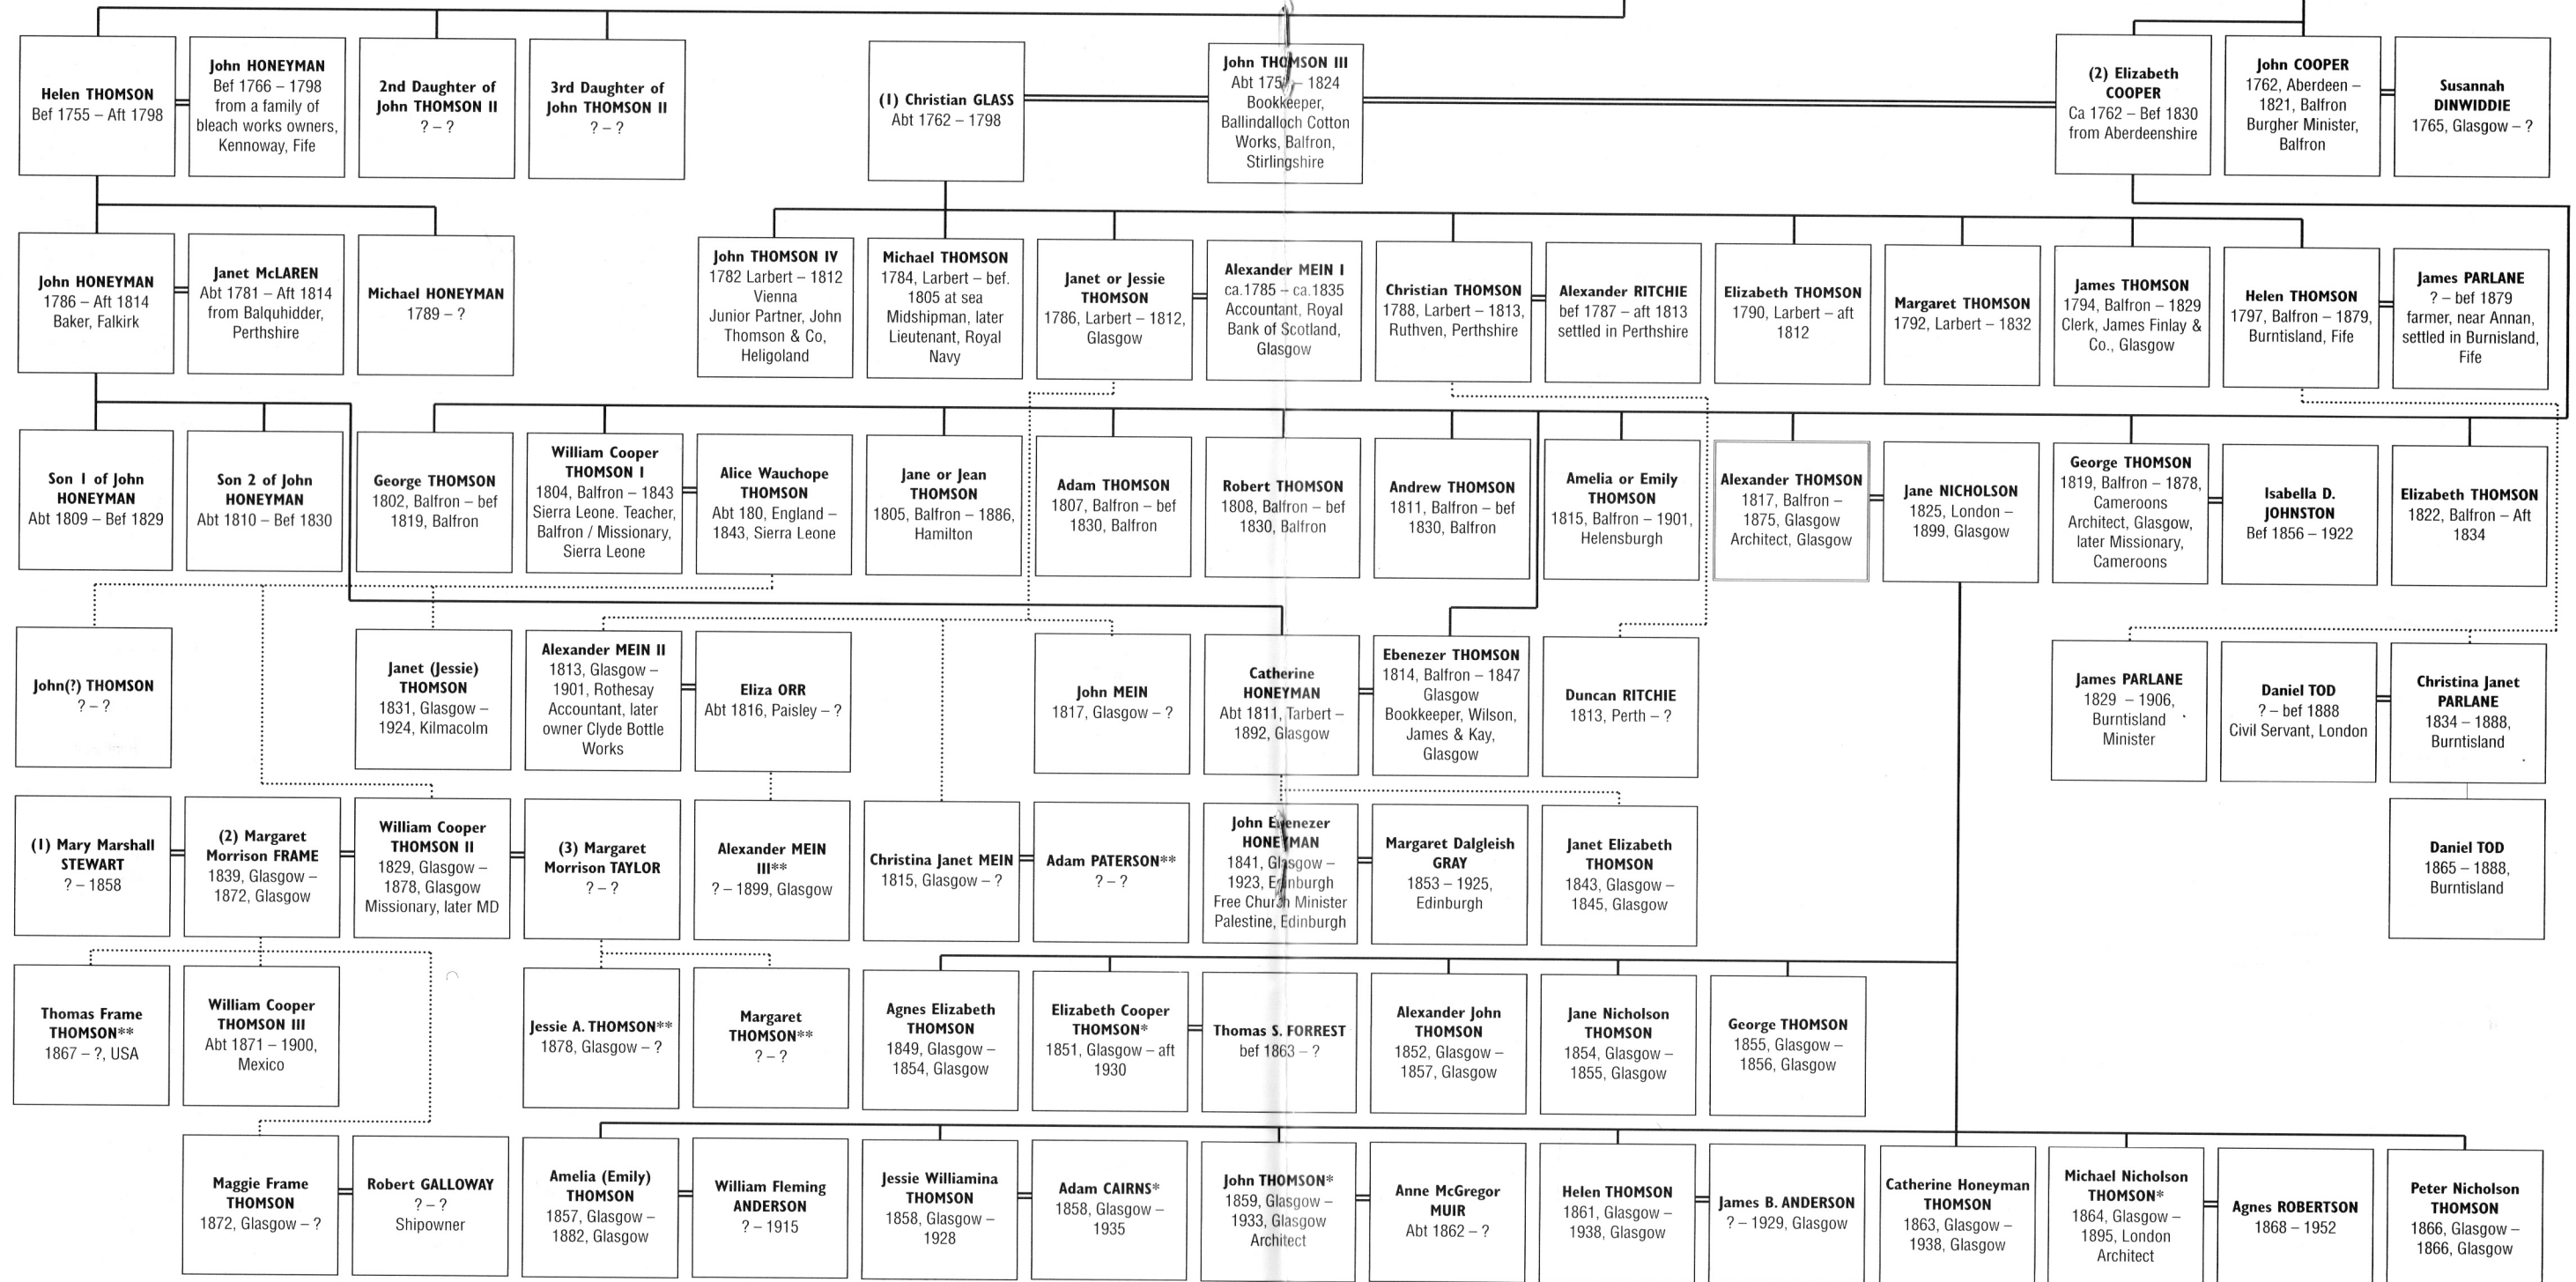 Helen THOMSON
Bef 1755 – Aft 1798
John HONEYMAN
Bef 1766 – 1798
from a family of
bleach works owners,
Kennoway, Fife
2nd Daughter of
John THOMSON II
? – ?
3rd Daughter of
John THOMSON II
? – ?
(1) Christian GLASS
Abt 1762 – 1798
John THOMSON III
Abt 175 – 1824
Bookkeeper,
Ballindalloch Cotton
Works, Balfron,
Stirlingshire
(2) Elizabeth
COOPER
Ca 1762 – Bef 1830
from Aberdeenshire
John COOPER
1762, Aberdeen –
1821, Balfron
Burgher Minister,
Balfron
Susannah
DINWIDDIE
1765, Glasgow – ?
John HONEYMAN
1786 – Aft 1814
Baker, Falkirk
Janet McLAREN
Abt 1781 – Aft 1814
from Balquhidder,
Perthshire
Michael HONEYMAN
1789 – ?
John THOMSON IV
1782 Larbert – 1812
Vienna
Junior Partner, John
Thomson & Co,
Heligoland
Michael THOMSON
1784, Larbert – bef.
1805 at sea
Midshipman, later
Lieutenant, Royal
Navy
Janet or Jessie
THOMSON
1786, Larbert – 1812,
Glasgow
Alexander MEIN I
ca.1785 – ca.1835
Accountant, Royal
Bank of Scotland,
Glasgow
Christian THOMSON
1788, Larbert – 1813,
Ruthven, Perthshire
Alexander RITCHIE
bef 1787 – aft 1813
settled in Perthshire
Elizabeth THOMSON
1790, Larbert – aft
1812
Margaret THOMSON
1792, Larbert – 1832
James THOMSON
1794, Balfron – 1829
Clerk, James Finlay &
Co., Glasgow
Helen THOMSON
1797, Balfron – 1879,
Burntisland, Fife
James PARLANE
? – bef 1879
farmer, near Annan,
settled in Burnisland,
Fife
Son 1 of John
HONEYMAN
Abt 1809 – Bef 1829
Son 2 of John
HONEYMAN
Abt 1810 – Bef 1830
George THOMSON
1802, Balfron – bef
1819, Balfron
William Cooper
THOMSON I
1804, Balfron – 1843
Sierra Leone. Teacher,
Balfron / Missionary,
Sierra Leone
Alice Wauchope
THOMSON
Abt 180, England –
1843, Sierra Leone
Jane or Jean
THOMSON
1805, Balfron – 1886,
Hamilton
Adam THOMSON
1807, Balfron – bef
1830, Balfron
Robert THOMSON
1808, Balfron – bef
1830, Balfron
Andrew THOMSON
1811, Balfron – bef
1830, Balfron
Amelia or Emily
THOMSON
1815, Balfron – 1901,
Helensburgh
Alexander THOMSON
1817, Balfron –
1875, Glasgow
Architect, Glasgow
Jane NICHOLSON
1825, London –
1899, Glasgow
George THOMSON
1819, Balfron – 1878,
Cameroons
Architect, Glasgow,
later Missionary,
Cameroons
Isabella D.
JOHNSTON
Bef 1856 – 1922
Elizabeth THOMSON
1822, Balfron – Aft
1834
John(?) THOMSON
? – ?
Janet (Jessie)
THOMSON
1831, Glasgow –
1924, Kilmacolm
Alexander MEIN II
1813, Glasgow –
1901, Rothesay
Accountant, later
owner Clyde Bottle
Works
Eliza ORR
Abt 1816, Paisley – ?
John MEIN
1817, Glasgow – ?
Catherine
HONEYMAN
Abt 1811, Tarbert –
1892, Glasgow
Ebenezer THOMSON
1814, Balfron – 1847
Glasgow
Bookkeeper, Wilson,
James & Kay,
Glasgow
Duncan RITCHIE
1813, Perth – ?
James PARLANE
1829 – 1906,
Burntisland
Minister
Daniel TOD
? – bef 1888
Civil Servant, London
Christina Janet
PARLANE
1834 – 1888,
Burntisland
(1) Mary Marshall
STEWART
? – 1858
(2) Margaret
Morrison FRAME
1839, Glasgow –
1872, Glasgow
William Cooper
THOMSON II
1829, Glasgow –
1878, Glasgow
Missionary, later MD
(3) Margaret
Morrison TAYLOR
? – ?
Alexander MEIN
III**
? – 1899, Glasgow
Christina Janet MEIN
1815, Glasgow – ?
Adam PATERSON**
? – ?
John Ebenezer
HONEYMAN
1841, Glasgow –
1923, Edinburgh
Free Church Minister
Palestine, Edinburgh
Margaret Dalgleish
GRAY
1853 – 1925,
Edinburgh
Janet Elizabeth
THOMSON
1843, Glasgow –
1845, Glasgow
Daniel TOD
1865 – 1888,
Burntisland
Thomas Frame
THOMSON**
1867 – ?, USA
William Cooper
THOMSON III
Abt 1871 – 1900,
Mexico
Jessie A. THOMSON**
1878, Glasgow – ?
Margaret
THOMSON**
? – ?
Agnes Elizabeth
THOMSON
1849, Glasgow –
1854, Glasgow
Elizabeth Cooper
THOMSON*
1851, Glasgow – aft
1930
Thomas S. FORREST
bef 1863 – ?
Alexander John
THOMSON
1852, Glasgow –
1857, Glasgow
Jane Nicholson
THOMSON
1854, Glasgow –
1855, Glasgow
George THOMSON
1855, Glasgow –
1856, Glasgow
Maggie Frame
THOMSON
1872, Glasgow – ?
Robert GALLOWAY
? – ?
Shipowner
Amelia (Emily)
THOMSON
1857, Glasgow –
1882, Glasgow
William Fleming
ANDERSON
? – 1915
Jessie Williamina
THOMSON
1858, Glasgow –
1928
Adam CAIRNS*
1858, Glasgow –
1935
John THOMSON*
1859, Glasgow –
1933, Glasgow
Architect
Anne McGregor
MUIR
Abt 1862 – ?
Helen THOMSON
1861, Glasgow –
1938, Glasgow
James B. ANDERSON
? – 1929, Glasgow
Catherine Honeyman
THOMSON
1863, Glasgow –
1938, Glasgow
Michael Nicholson
THOMSON*
1864, Glasgow –
1895, London
Architect
Agnes ROBERTSON
1868 – 1952
Peter Nicholson
THOMSON
1866, Glasgow –
1866, Glasgow